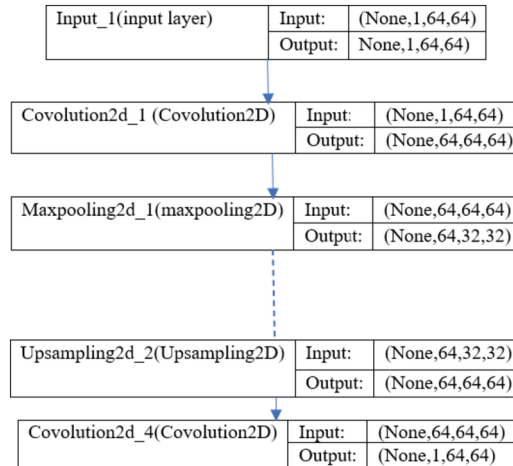 Input_1(input layer) Input: (None,1,64,64)
Output: None,1,64,64)
Covolution2d_1 (Covolution2D) Input: (None,1,64,64)
Output: (None,64,64,64)
Maxpooling2d_1(maxpooling2D) Input: (None,64,64,64)
Output: (None,64,32,32)
Upsampling2d_2(Upsampling2D) Input: (None,64,32,32)
Output: (None,64,64,64)
Covolution2d_4(Covolution2D) Input: (None,64,64,64)
Output: (None,1,64,64)